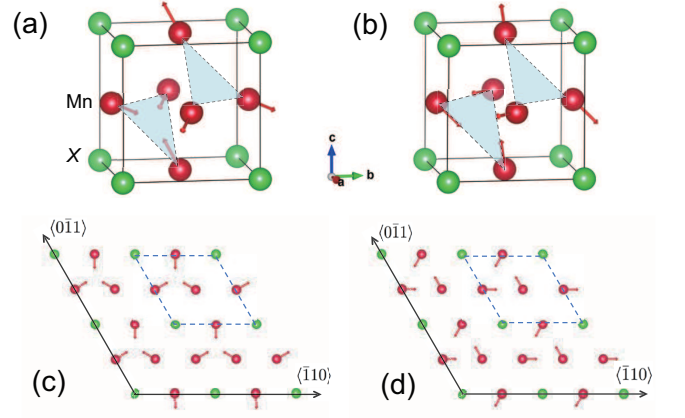 (a)
(b)
Mn
X
c
a
b
⟨01̄1⟩
⟨01̄1⟩
⟨1̄10⟩
⟨1̄10⟩
(c)
(d)